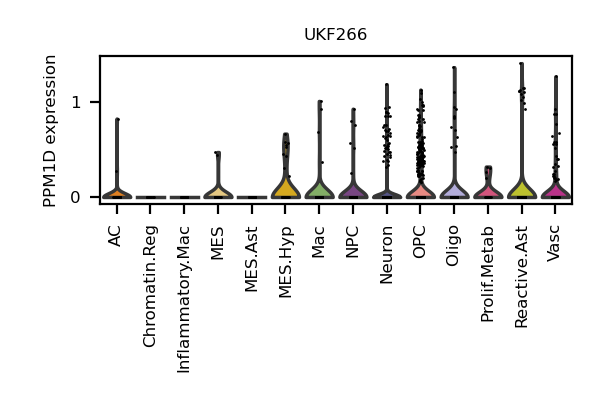 UKF266
PPM1D expression
1
0
AC
Chromatin.Reg
Inflammatory.Mac
MES
MES.Ast
MES.Hyp
Mac
NPC
Neuron
OPC
Oligo
Prolif.Metab
Reactive.Ast
Vasc